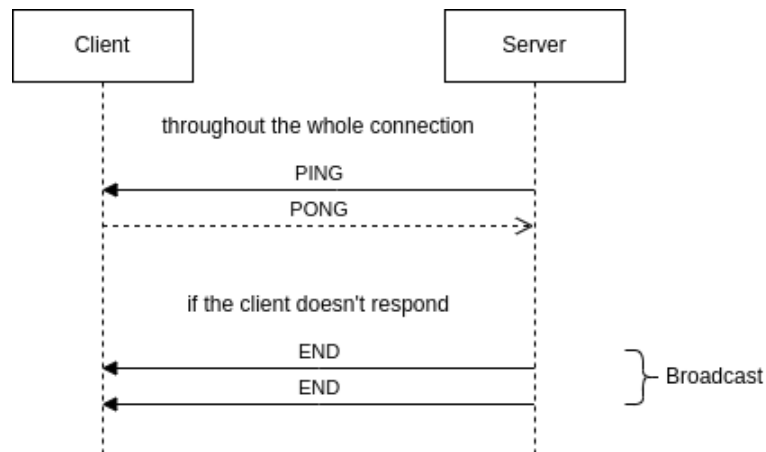 Client
Server
throughout the whole connection
PING
PONG
if the client doesn't respond
END
END
Broadcast